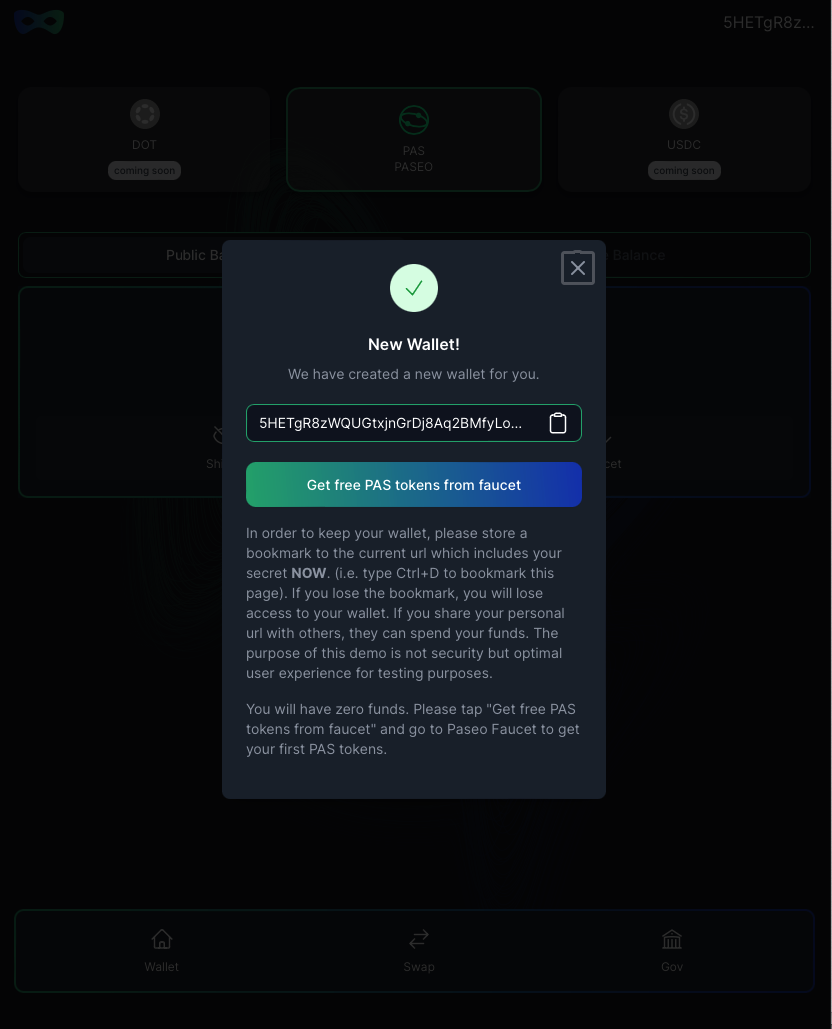 5HETgR8z...
DOT
coming soon
PAS
PASEO
USDC
coming soon
Public Ba
Balance
New Wallet!
We have created a new wallet for you.
5HETgR8zWQUGtxjnGrDj8Aq2BMfyLo...
Get free PAS tokens from faucet
In order to keep your wallet, please store a
bookmark to the current url which includes your
secret NOW. (i.e. type Ctrl+D to bookmark this
page). If you lose the bookmark, you will lose
access to your wallet. If you share your personal
url with others, they can spend your funds. The
purpose of this demo is not security but optimal
user experience for testing purposes.
You will have zero funds. Please tap "Get free PAS
tokens from faucet" and go to Paseo Faucet to get
your first PAS tokens.
Wallet
Swap
Gov